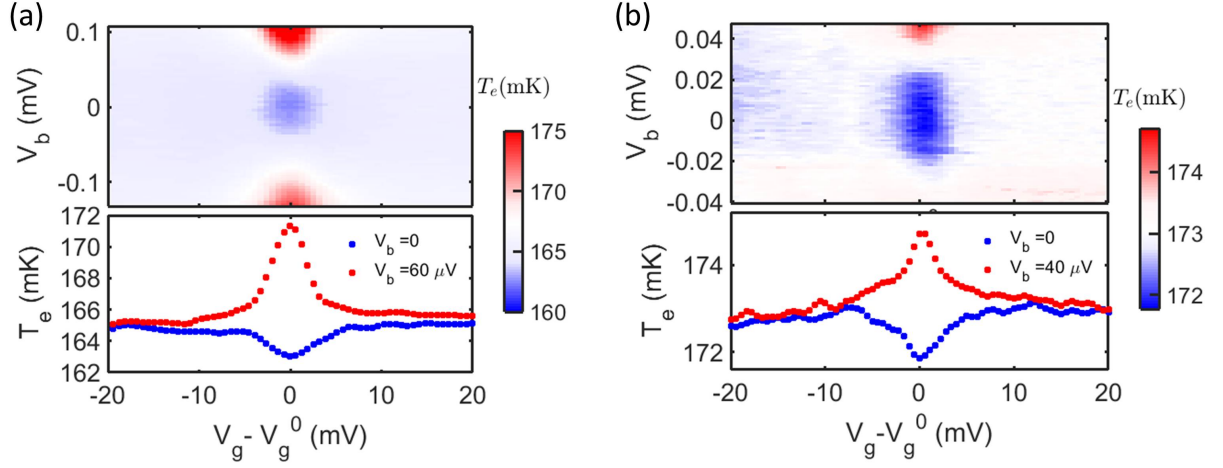 (a)
V_b (mV)
0.1
0
-0.1
T_e(mK)
175
170
165
160
T_e (mK)
172
170
168
166
164
162
V_b =0
V_b =60 μV
-20 -10 0 10 20
V_g- V_g^0 (mV)
(b)
V_b (mV)
0.04
0.02
0
-0.02
-0.04
T_e(mK)
174
173
172
T_e (mK)
174
172
V_b =0
V_b =40 μV
-20 -10 0 10 20
V_g-V_g^0 (mV)